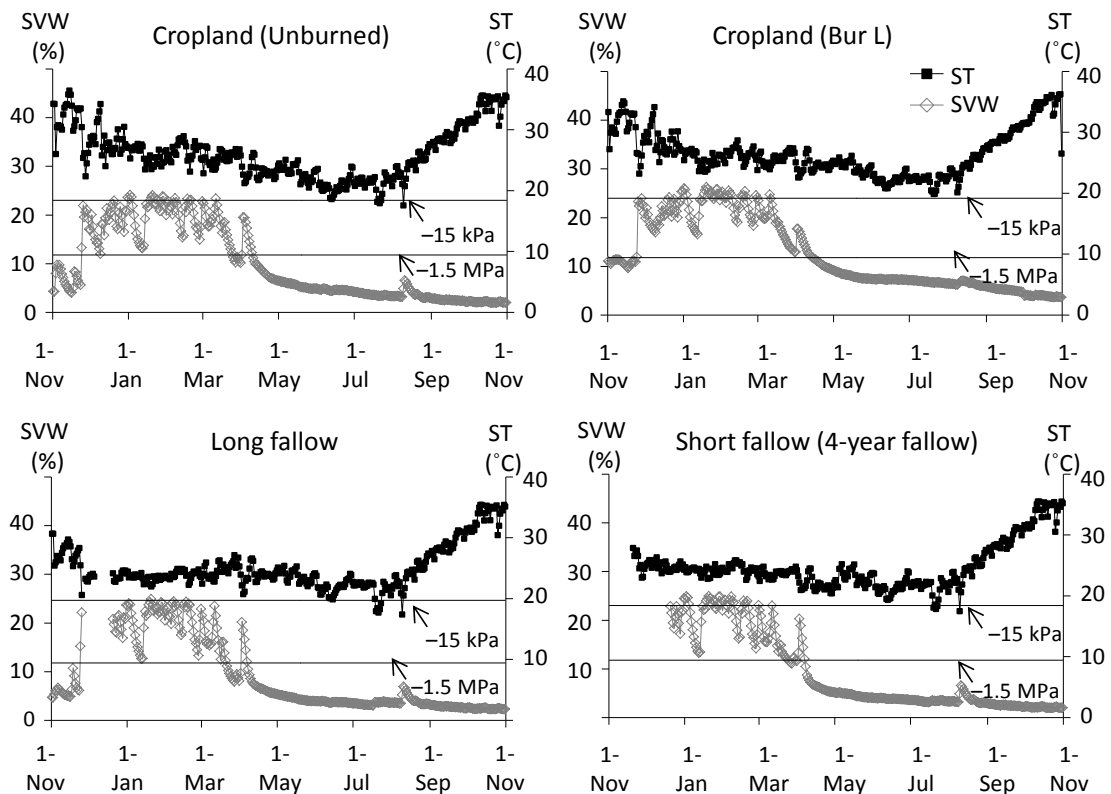 SVW
(%)
Cropland (Unburned)
ST
(˚C)
40
30
20
10
0
40
30
20
10
0
–15 kPa
–1.5 MPa
1-
Nov
1-
Jan
1-
Mar
1-
May
1-
Jul
1-
Sep
1-
Nov
SVW
(%)
Cropland (Bur L)
ST
(˚C)
ST
SVW
40
30
20
10
0
40
30
20
10
0
–15 kPa
–1.5 MPa
1-
Nov
1-
Jan
1-
Mar
1-
May
1-
Jul
1-
Sep
1-
Nov
SVW
(%)
Long fallow
ST
(˚C)
40
30
20
10
0
40
30
20
10
0
–15 kPa
–1.5 MPa
1-
Nov
1-
Jan
1-
Mar
1-
May
1-
Jul
1-
Sep
1-
Nov
SVW
(%)
Short fallow (4-year fallow)
ST
(˚C)
40
30
20
10
40
30
20
10
0
–15 kPa
–1.5 MPa
1-
Nov
1-
Jan
1-
Mar
1-
May
1-
Jul
1-
Sep
1-
Nov